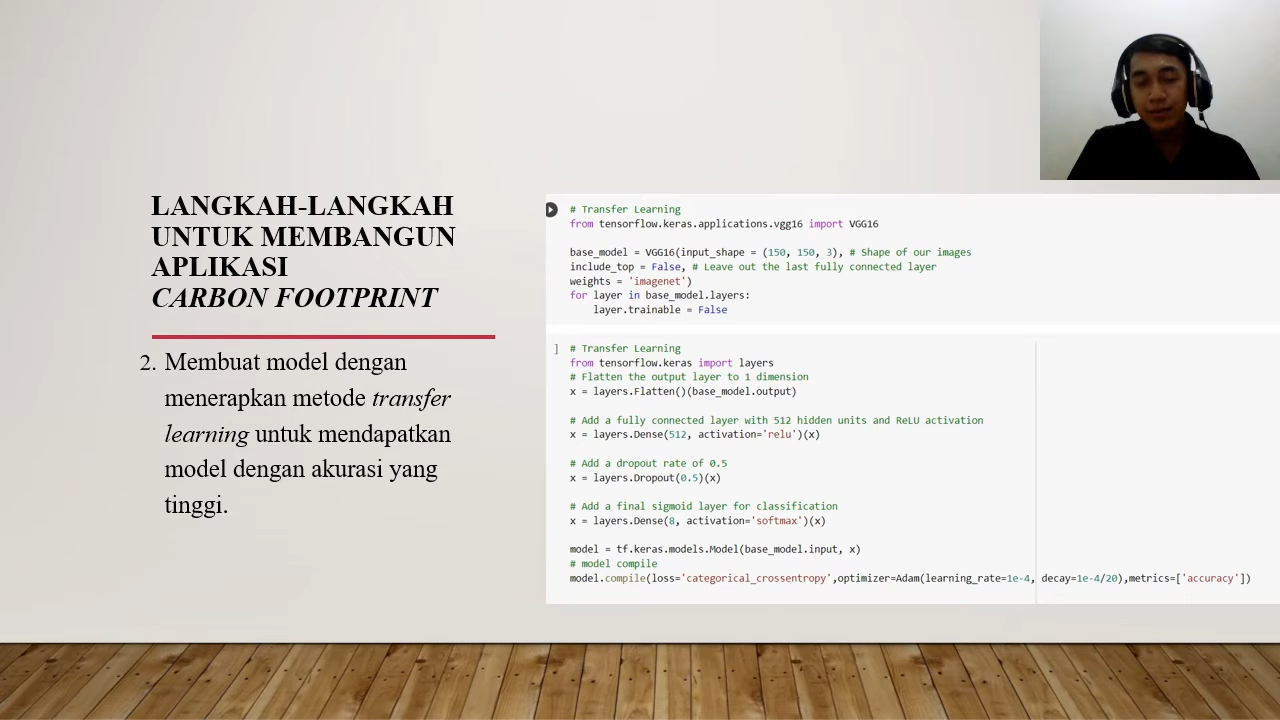 LANGKAH-LANGKAH
UNTUK MEMBANGUN
APLIKASI
CARBON FOOTPRINT
2. Membuat model dengan
menerapkan metode transfer
learning untuk mendapatkan
model dengan akurasi yang
tinggi.
# Transfer Learning
from tensorflow.keras.applications.vgg16 import VGG16
base_model = VGG16(input_shape = (150, 150, 3), # Shape of our images
include_top = False, # Leave out the last fully connected layer
weights = 'imagenet')
for layer in base_model.layers:
    layer.trainable = False
] # Transfer Learning
from tensorflow.keras import layers
# Flatten the output layer to 1 dimension
x = layers.Flatten()(base_model.output)
# Add a fully connected layer with 512 hidden units and ReLU activation
x = layers.Dense(512, activation='relu')(x)
# Add a dropout rate of 0.5
x = layers.Dropout(0.5)(x)
# Add a final sigmoid layer for classification
x = layers.Dense(8, activation='softmax')(x)
model = tf.keras.models.Model(base_model.input, x)
# model compile
model.compile(loss='categorical_crossentropy',optimizer=Adam(learning_rate=1e-4, decay=1e-4/20),metrics=['accuracy'])